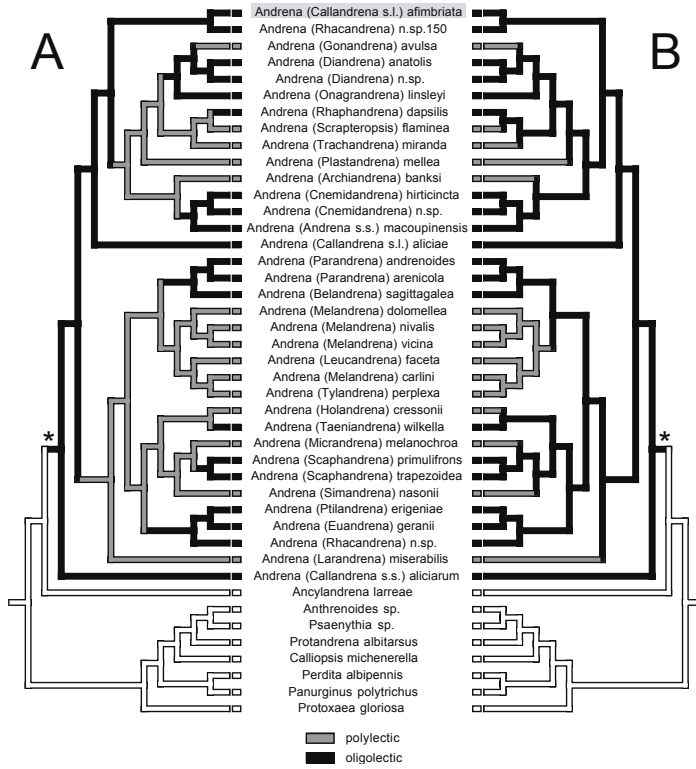 A
B
Andrena (Callandrena s.l.) afimbriata
Andrena (Rhacandrena) n.sp.150
Andrena (Gonandrena) avulsa
Andrena (Diandrena) anatolis
Andrena (Diandrena) n.sp.
Andrena (Onagrandrena) linsleyi
Andrena (Rhaphandrena) dapsilis
Andrena (Scrapteropsis) flaminea
Andrena (Trachandrena) miranda
Andrena (Plastandrena) mellea
Andrena (Archiandrena) banksi
Andrena (Cnemidandrena) hirticincta
Andrena (Cnemidandrena) n.sp.
Andrena (Andrena s.s.) macoupinensis
Andrena (Callandrena s.l.) aliciae
Andrena (Parandrena) andrenoides
Andrena (Parandrena) arenicola
Andrena (Belandrena) sagittagalea
Andrena (Melandrena) dolomellea
Andrena (Melandrena) nivalis
Andrena (Melandrena) vicina
Andrena (Leucandrena) faceta
Andrena (Melandrena) carlini
Andrena (Tylandrena) perplexa
Andrena (Holandrena) cressonii
Andrena (Taeniandrena) wilkella
* *
Andrena (Micrandrena) melanochroa
Andrena (Scaphandrena) primulifrons
Andrena (Scaphandrena) trapezoidea
Andrena (Simandrena) nasonii
Andrena (Ptilandrena) erigeniae
Andrena (Euandrena) geranii
Andrena (Rhacandrena) n.sp.
Andrena (Larandrena) miserabilis
Andrena (Callandrena s.s.) aliciarum
Ancylandrena larreae
Anthrenoides sp.
Psaenythia sp.
Protandrena albitarsus
Calliopsis michenerella
Perdita albipennis
Panurginus polytrichus
Protoxaea gloriosa
polylectic
oligolectic